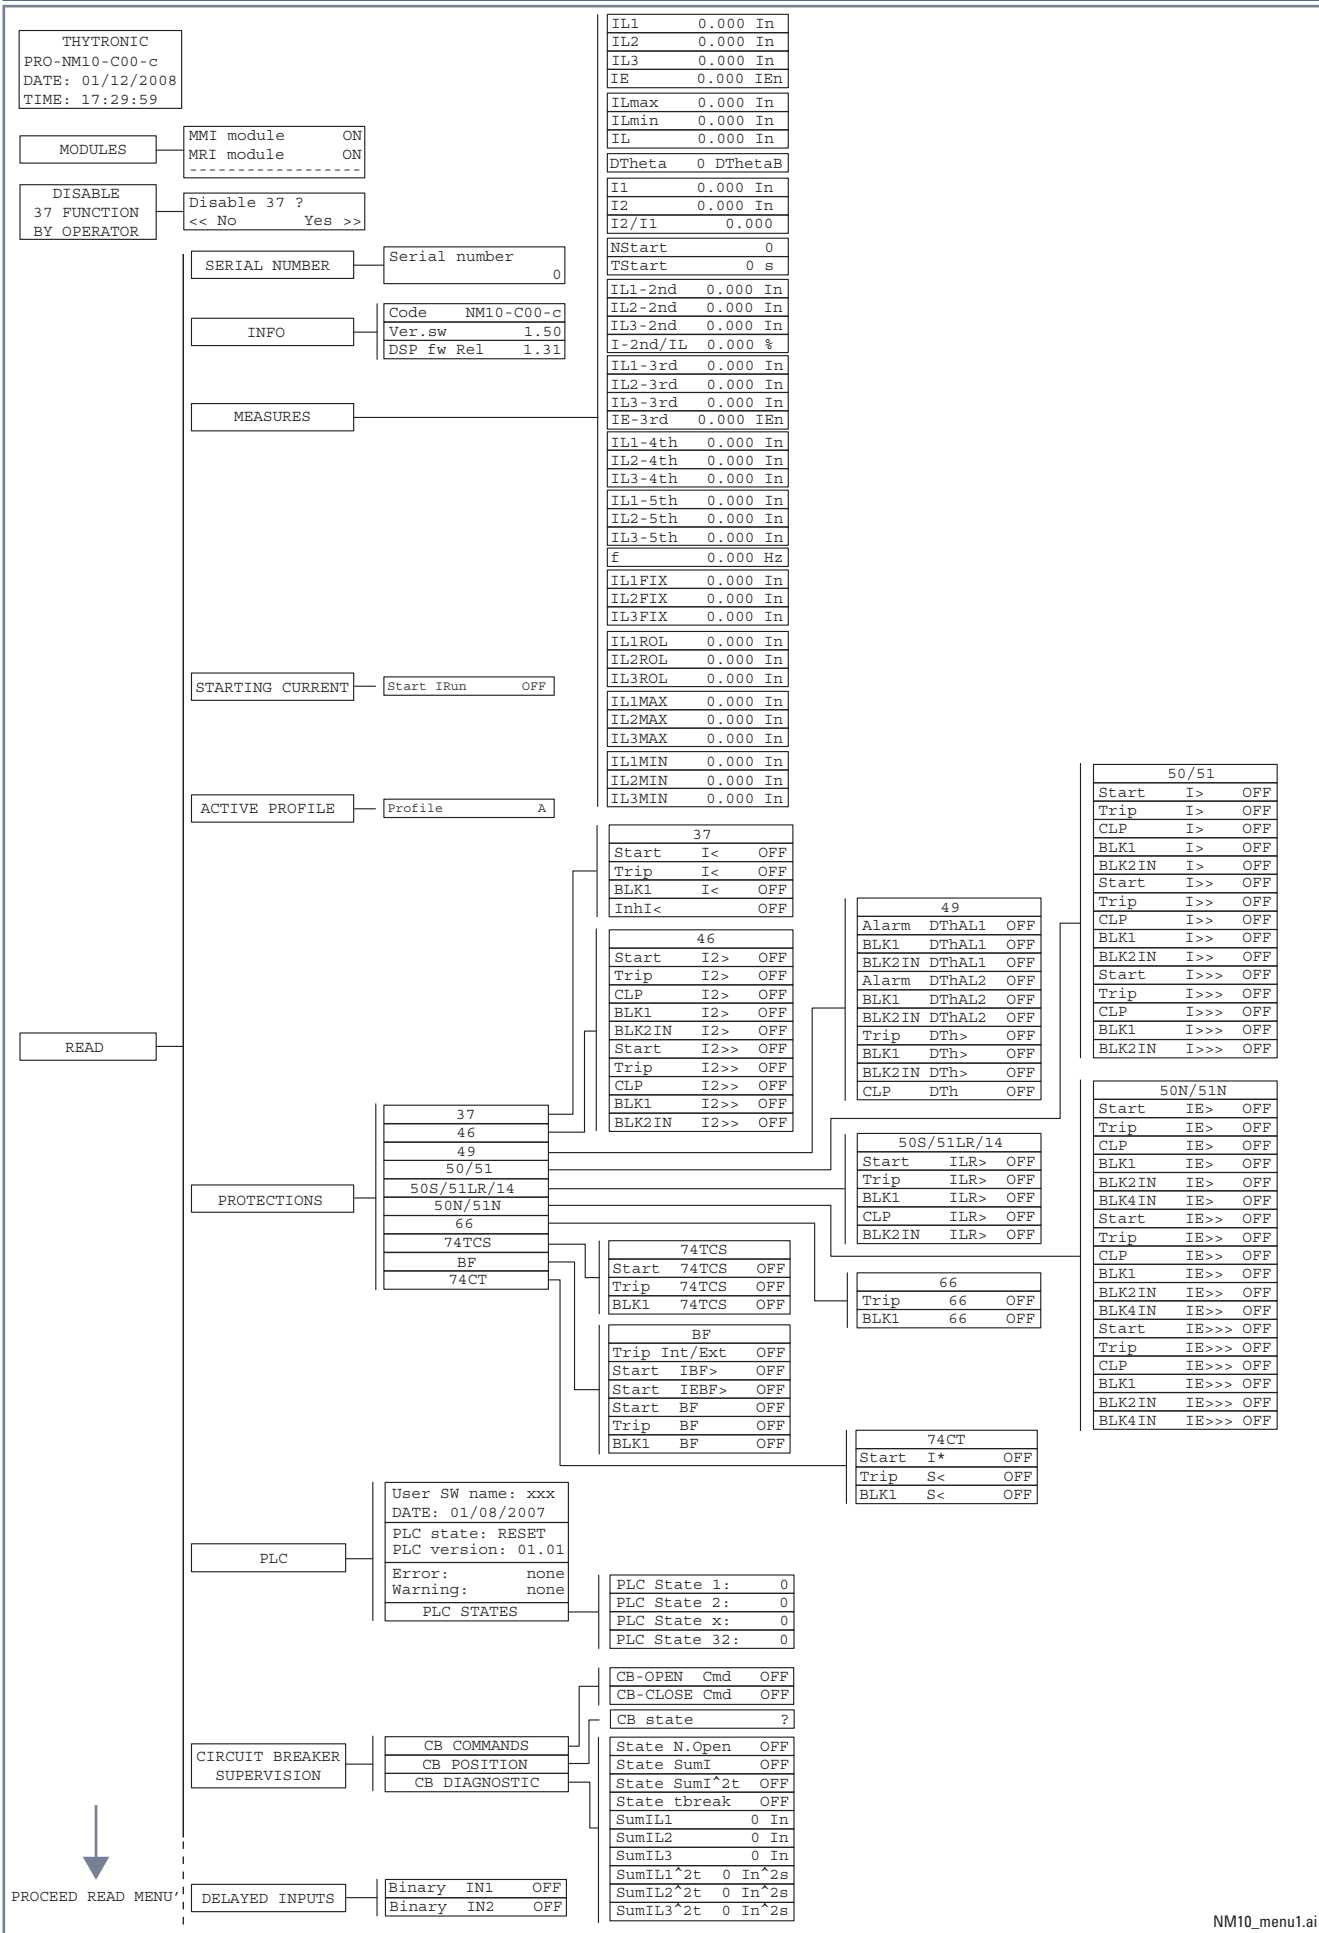 THYTRONIC
PRO-NM10-C00-c
DATE: 01/12/2008
TIME: 17:29:59
MODULES
MMI module ON
MRI module ON
------------------
DISABLE
37 FUNCTION
BY OPERATOR
Disable 37 ?
<< No Yes >>
READ
SERIAL NUMBER
Serial number
0
INFO
Code NM10-C00-c
Ver.sw 1.50
DSP fw Rel 1.31
MEASURES
IL1 0.000 In
IL2 0.000 In
IL3 0.000 In
IE 0.000 IEn
ILmax 0.000 In
ILmin 0.000 In
IL 0.000 In
DTheta 0 DThetaB
I1 0.000 In
I2 0.000 In
I2/I1 0.000
NStart 0
TStart 0 s
IL1-2nd 0.000 In
IL2-2nd 0.000 In
IL3-2nd 0.000 In
I-2nd/IL 0.000 %
IL1-3rd 0.000 In
IL2-3rd 0.000 In
IL3-3rd 0.000 In
IE-3rd 0.000 IEn
IL1-4th 0.000 In
IL2-4th 0.000 In
IL3-4th 0.000 In
IL1-5th 0.000 In
IL2-5th 0.000 In
IL3-5th 0.000 In
f 0.000 Hz
IL1FIX 0.000 In
IL2FIX 0.000 In
IL3FIX 0.000 In
IL1ROL 0.000 In
IL2ROL 0.000 In
IL3ROL 0.000 In
IL1MAX 0.000 In
IL2MAX 0.000 In
IL3MAX 0.000 In
IL1MIN 0.000 In
IL2MIN 0.000 In
IL3MIN 0.000 In
STARTING CURRENT
Start IRun OFF
ACTIVE PROFILE
Profile A
PROTECTIONS
37
46
49
50/51
50S/51LR/14
50N/51N
66
74TCS
BF
74CT
37
Start I< OFF
Trip I< OFF
BLK1 I< OFF
InhI< OFF
46
Start I2> OFF
Trip I2> OFF
CLP I2> OFF
BLK1 I2> OFF
BLK2IN I2> OFF
Start I2>> OFF
Trip I2>> OFF
CLP I2>> OFF
BLK1 I2>> OFF
BLK2IN I2>> OFF
49
Alarm DThAL1 OFF
BLK1 DThAL1 OFF
BLK2IN DThAL1 OFF
Alarm DThAL2 OFF
BLK1 DThAL2 OFF
BLK2IN DThAL2 OFF
Trip DTh> OFF
BLK1 DTh> OFF
BLK2IN DTh> OFF
CLP DTh OFF
50/51
Start I> OFF
Trip I> OFF
CLP I> OFF
BLK1 I> OFF
BLK2IN I> OFF
Start I>> OFF
Trip I>> OFF
CLP I>> OFF
BLK1 I>> OFF
BLK2IN I>> OFF
Start I>>> OFF
Trip I>>> OFF
CLP I>>> OFF
BLK1 I>>> OFF
BLK2IN I>>> OFF
50S/51LR/14
Start ILR> OFF
Trip ILR> OFF
BLK1 ILR> OFF
CLP ILR> OFF
BLK2IN ILR> OFF
50N/51N
Start IE> OFF
Trip IE> OFF
CLP IE> OFF
BLK1 IE> OFF
BLK2IN IE> OFF
BLK4IN IE> OFF
Start IE>> OFF
Trip IE>> OFF
CLP IE>> OFF
BLK1 IE>> OFF
BLK2IN IE>> OFF
BLK4IN IE>> OFF
Start IE>>> OFF
Trip IE>>> OFF
CLP IE>>> OFF
BLK1 IE>>> OFF
BLK2IN IE>>> OFF
BLK4IN IE>>> OFF
66
Trip 66 OFF
BLK1 66 OFF
74TCS
Start 74TCS OFF
Trip 74TCS OFF
BLK1 74TCS OFF
BF
Trip Int/Ext OFF
Start IBF> OFF
Start IEBF> OFF
Start BF OFF
Trip BF OFF
BLK1 BF OFF
74CT
Start I* OFF
Trip S< OFF
BLK1 S< OFF
PLC
User SW name: xxx
DATE: 01/08/2007
PLC state: RESET
PLC version: 01.01
Error: none
Warning: none
PLC STATES
PLC State 1: 0
PLC State 2: 0
PLC State x: 0
PLC State 32: 0
CIRCUIT BREAKER
SUPERVISION
CB COMMANDS
CB POSITION
CB DIAGNOSTIC
CB-OPEN Cmd OFF
CB-CLOSE Cmd OFF
CB state ?
State N.Open OFF
State SumI OFF
State SumI^2t OFF
State tbreak OFF
SumIL1 0 In
SumIL2 0 In
SumIL3 0 In
SumIL1^2t 0 In^2s
SumIL2^2t 0 In^2s
SumIL3^2t 0 In^2s
PROCEED READ MENU'
DELAYED INPUTS
Binary IN1 OFF
Binary IN2 OFF
NM10_menu1.ai